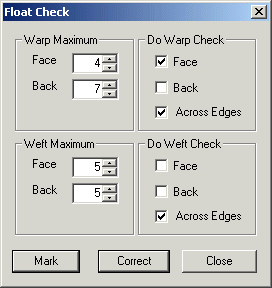 Float Check
Warp Maximum
Face 4
Back 7
Do Warp Check
Face
Back
Across Edges
Weft Maximum
Face 5
Back 5
Do Weft Check
Face
Back
Across Edges
Mark Correct Close